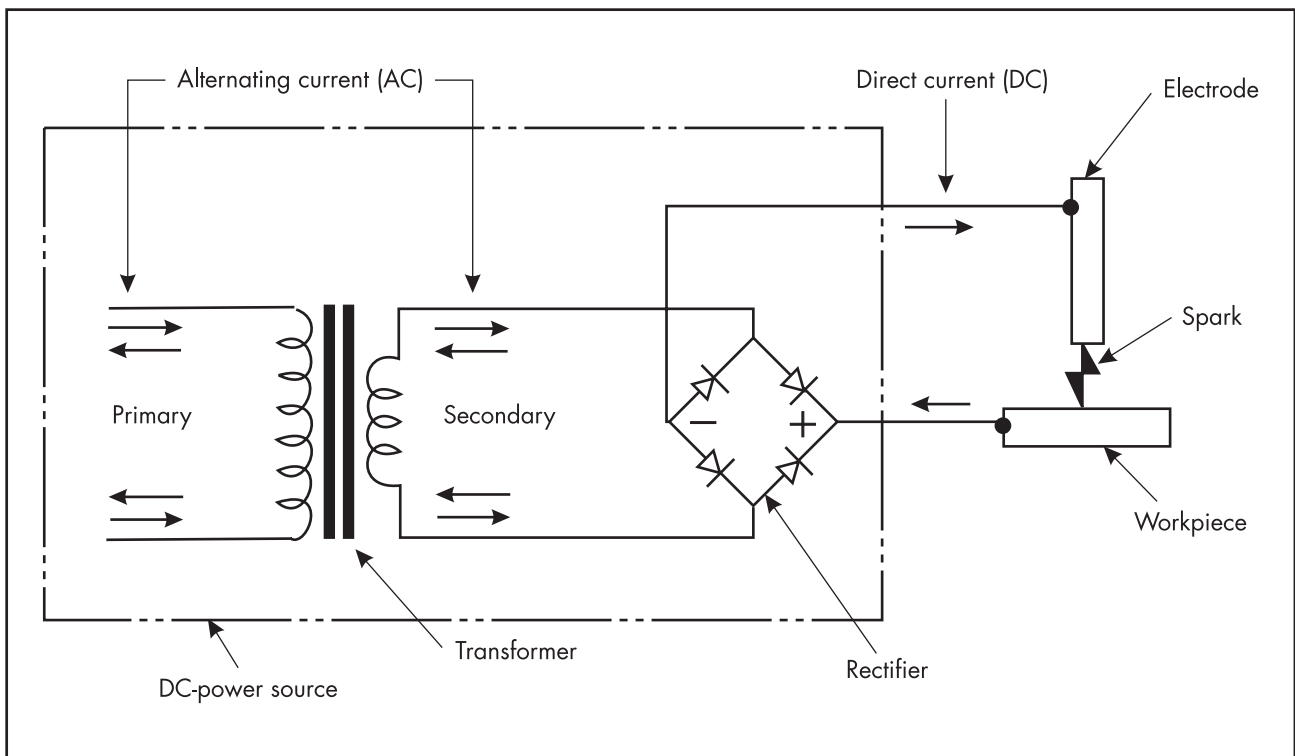 Alternating current (AC)
Direct current (DC)
Electrode
Spark
Primary
Secondary
−
+
Workpiece
Transformer
Rectifier
DC-power source